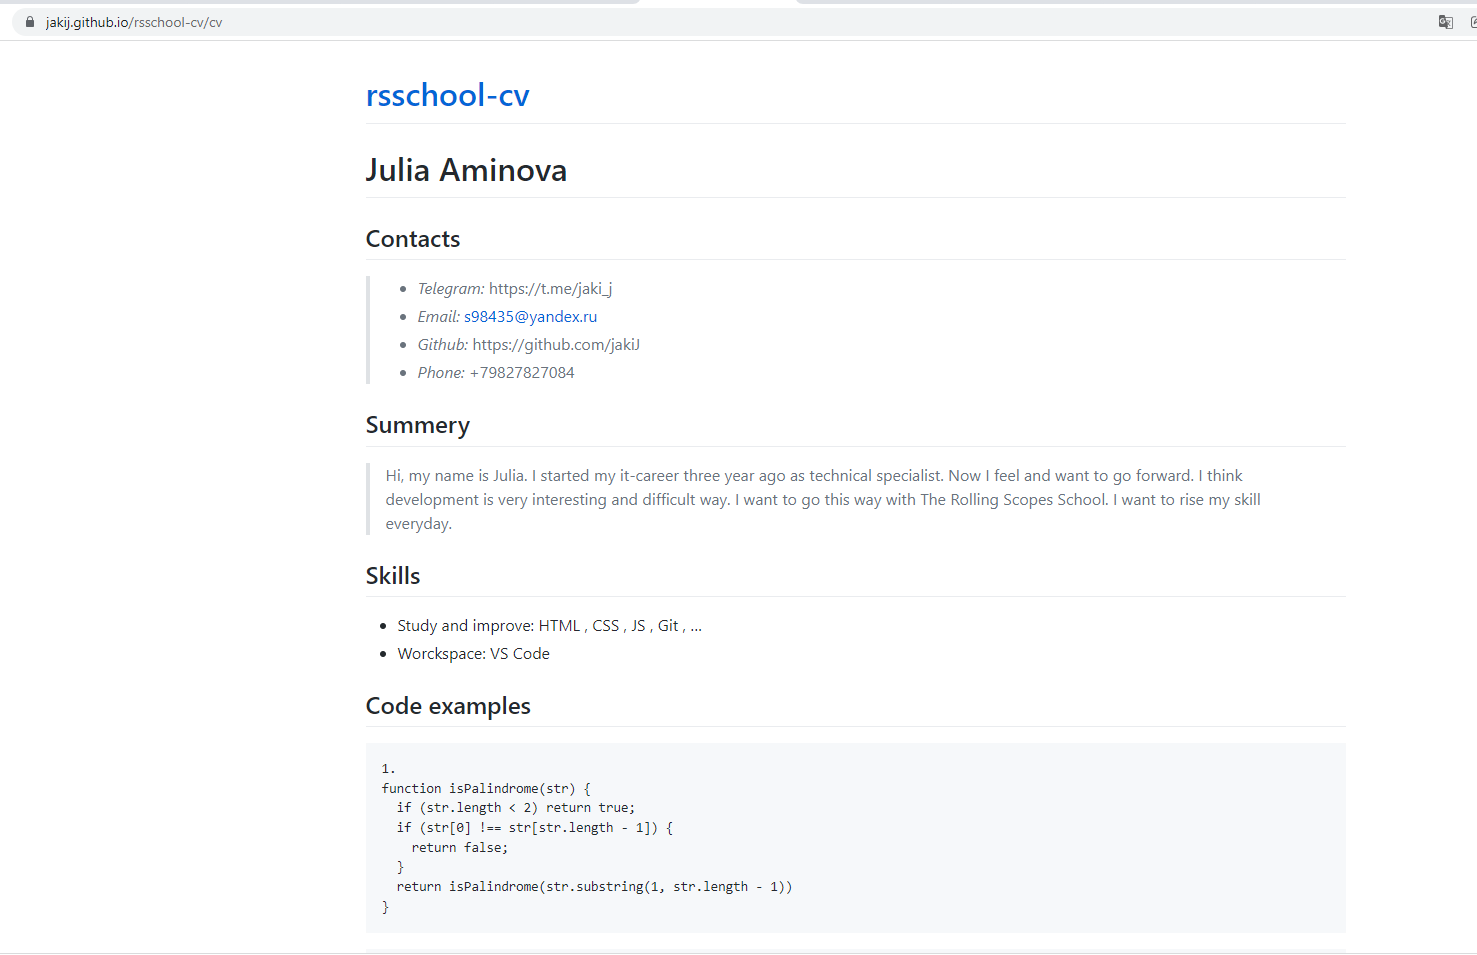 jakij.github.io/rsschool-cv/cv
rsschool-cv
Julia Aminova
Contacts
• Telegram: https://t.me/jaki_j
• Email: s98435@yandex.ru
• Github: https://github.com/jakiJ
• Phone: +79827827084
Summery
Hi, my name is Julia. I started my it-career three year ago as technical specialist. Now I feel and want to go forward. I think
development is very interesting and difficult way. I want to go this way with The Rolling Scopes School. I want to rise my skill
everyday.
Skills
• Study and improve: HTML , CSS , JS , Git , ...
• Worckspace: VS Code
Code examples
1.
function isPalindrome(str) {
  if (str.length < 2) return true;
  if (str[0] !== str[str.length - 1]) {
    return false;
  }
  return isPalindrome(str.substring(1, str.length - 1))
}